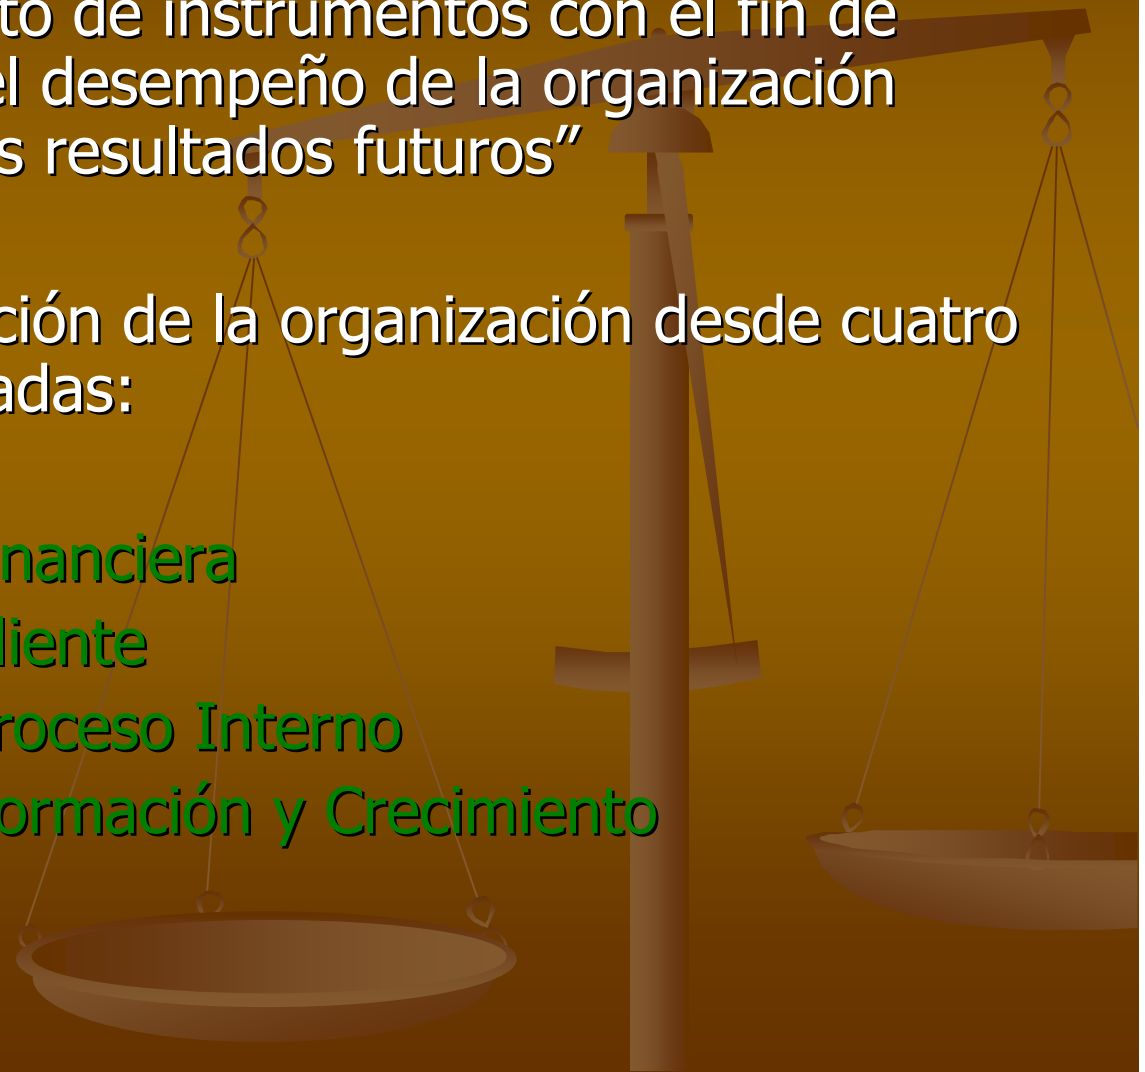 to de instrumentos con el fin de
el desempeño de la organización
s resultados futuros”
ción de la organización desde cuatro
adas:
nanciera
liente
roceso Interno
ormación y Crecimiento